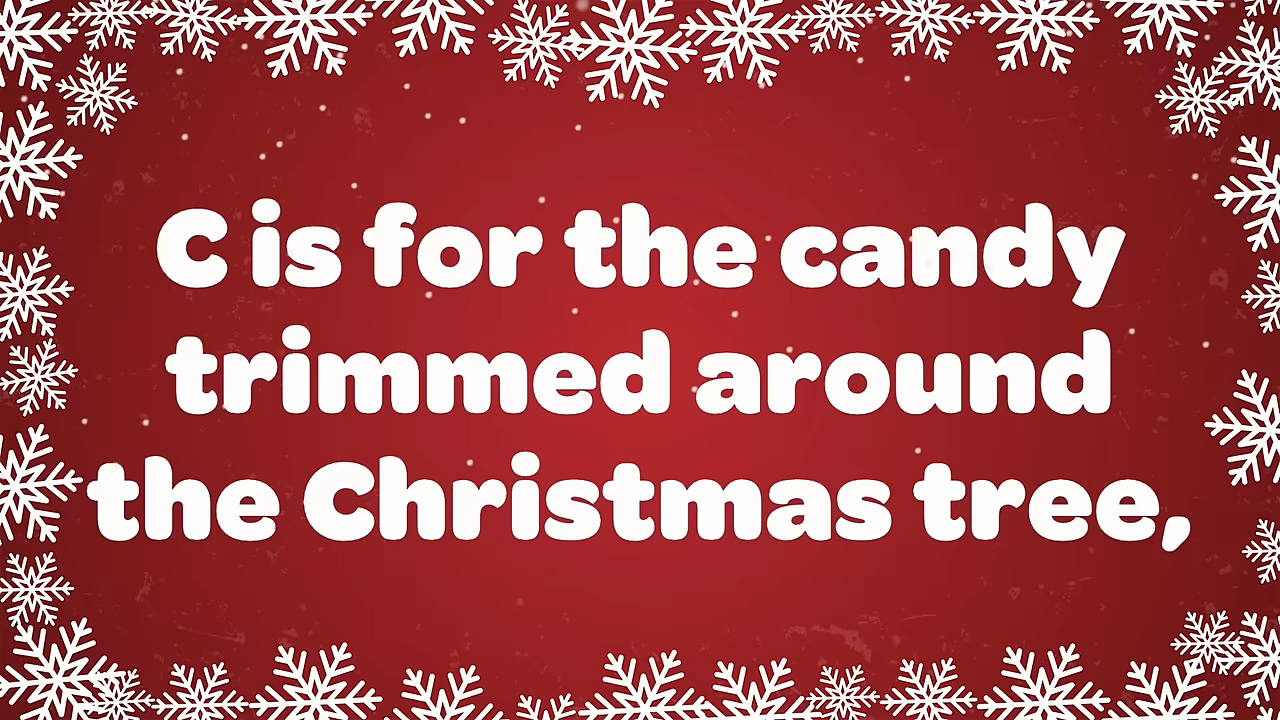 C is for the candy
trimmed around
the Christmas tree,